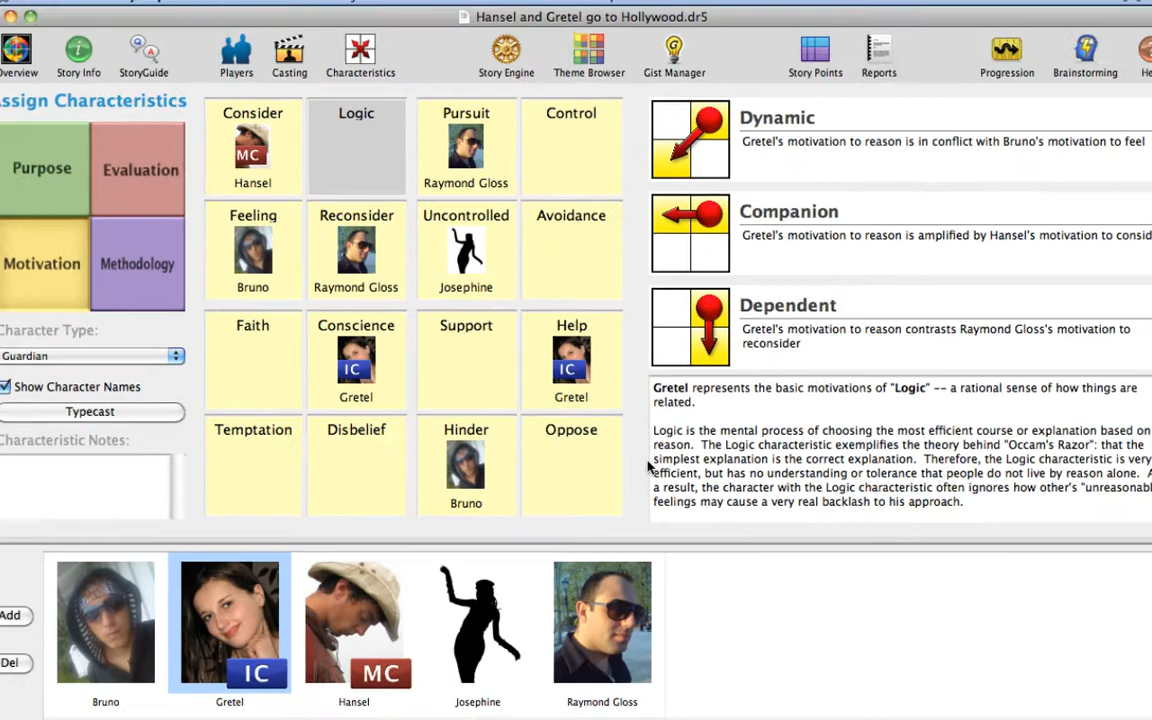 Hansel and Gretel go to Hollywood.dr5
Overview
Story Info
StoryGuide
Players
Casting
Characteristics
Story Engine
Theme Browser
Gist Manager
Story Points
Reports
Progression
Brainstorming
He
Assign Characteristics
Purpose
Evaluation
Motivation
Methodology
Character Type:
Guardian
Show Character Names
Typecast
Characteristic Notes:
Consider
MC
Hansel
Logic
Pursuit
Raymond Gloss
Control
Feeling
Bruno
Reconsider
Raymond Gloss
Uncontrolled
Josephine
Avoidance
Faith
Conscience
IC
Gretel
Support
Help
IC
Gretel
Temptation
Disbelief
Hinder
Bruno
Oppose
Dynamic
Gretel's motivation to reason is in conflict with Bruno's motivation to feel
Companion
Gretel's motivation to reason is amplified by Hansel's motivation to consid
Dependent
Gretel's motivation to reason contrasts Raymond Gloss's motivation to
reconsider
Gretel represents the basic motivations of "Logic" -- a rational sense of how things are
related.
Logic is the mental process of choosing the most efficient course or explanation based on
reason. The Logic characteristic exemplifies the theory behind "Occam's Razor": that the
simplest explanation is the correct explanation. Therefore, the Logic characteristic is very
efficient, but has no understanding or tolerance that people do not live by reason alone. A
a result, the character with the Logic characteristic often ignores how other's "unreasonabl
feelings may cause a very real backlash to his approach.
Add
Del
Bruno
IC
Gretel
MC
Hansel
Josephine
Raymond Gloss